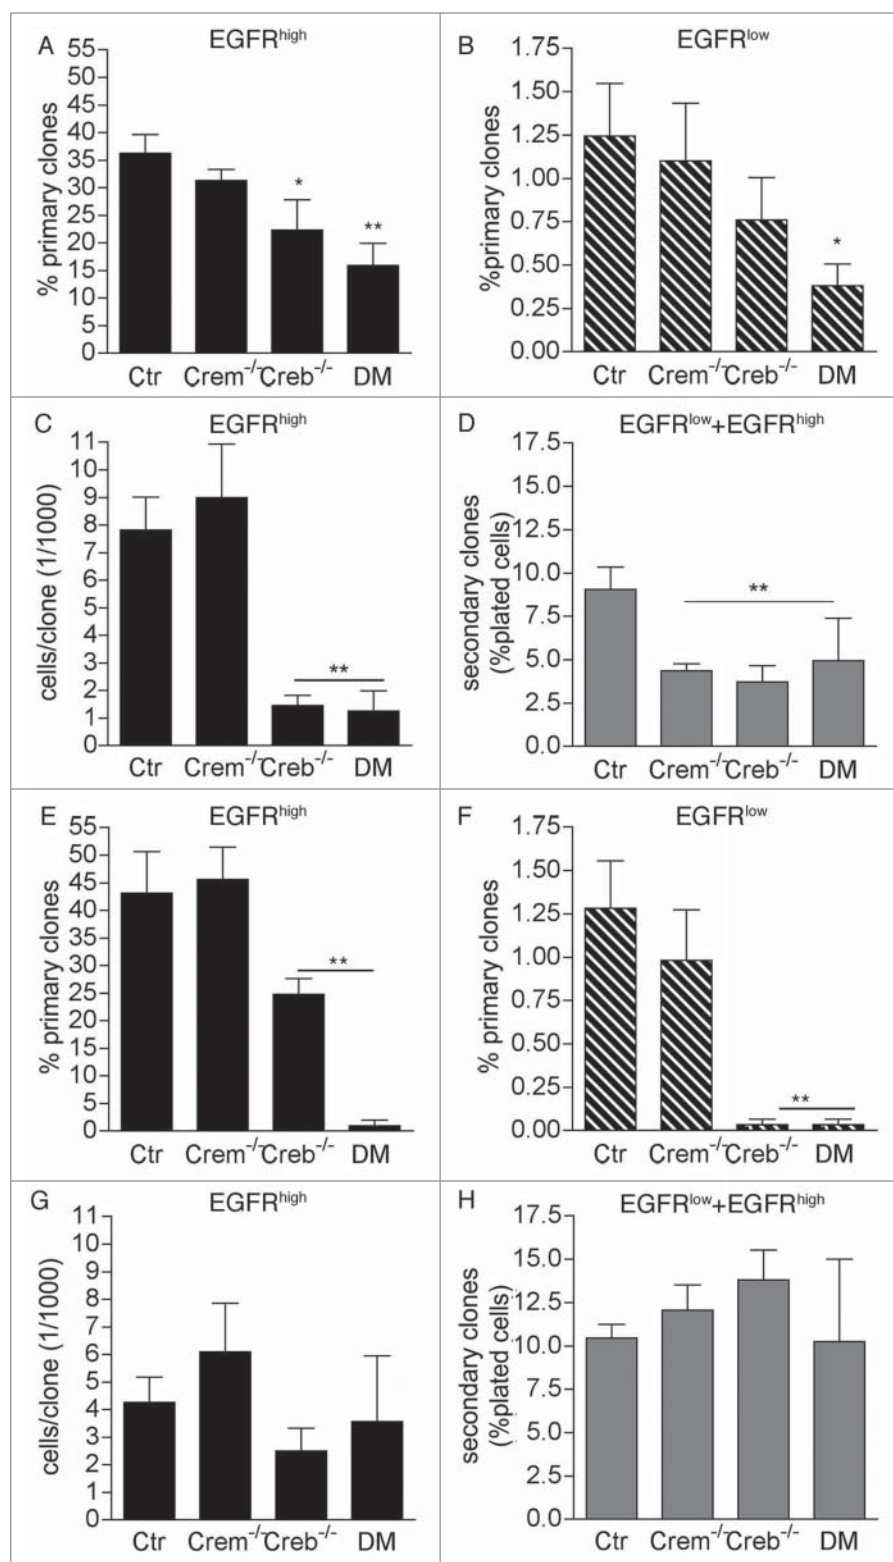 A
EGFRhigh
% primary clones
55
50
45
40
35
30
25
20
15
10
5
0
*
**
Ctr Crem-/- Creb-/- DM
B
EGFRlow
%primary clones
1.75
1.50
1.25
1.00
0.75
0.50
0.25
0.00
*
Ctr Crem-/- Creb-/- DM
C
EGFRhigh
cells/clone (1/1000)
11
10
9
8
7
6
5
4
3
2
1
0
**
Ctr Crem-/- Creb-/- DM
D
EGFRlow+EGFRhigh
secondary clones
(%plated cells)
17.5
15.0
12.5
10.0
7.5
5.0
2.5
0.0
**
Ctr Crem-/- Creb-/- DM
E
EGFRhigh
% primary clones
55
50
45
40
35
30
25
20
15
10
5
0
**
Ctr Crem-/- Creb-/- DM
F
EGFRlow
% primary clones
1.75
1.50
1.25
1.00
0.75
0.50
0.25
0.00
**
Ctr Crem-/- Creb-/- DM
G
EGFRhigh
cells/clone (1/1000)
11
10
9
8
7
6
5
4
3
2
1
0
Ctr Crem-/- Creb-/- DM
H
EGFRlow+EGFRhigh
secondary clones
(%plated cells)
17.5
15.0
12.5
10.0
7.5
5.0
2.5
0.0
Ctr Crem-/- Creb-/- DM